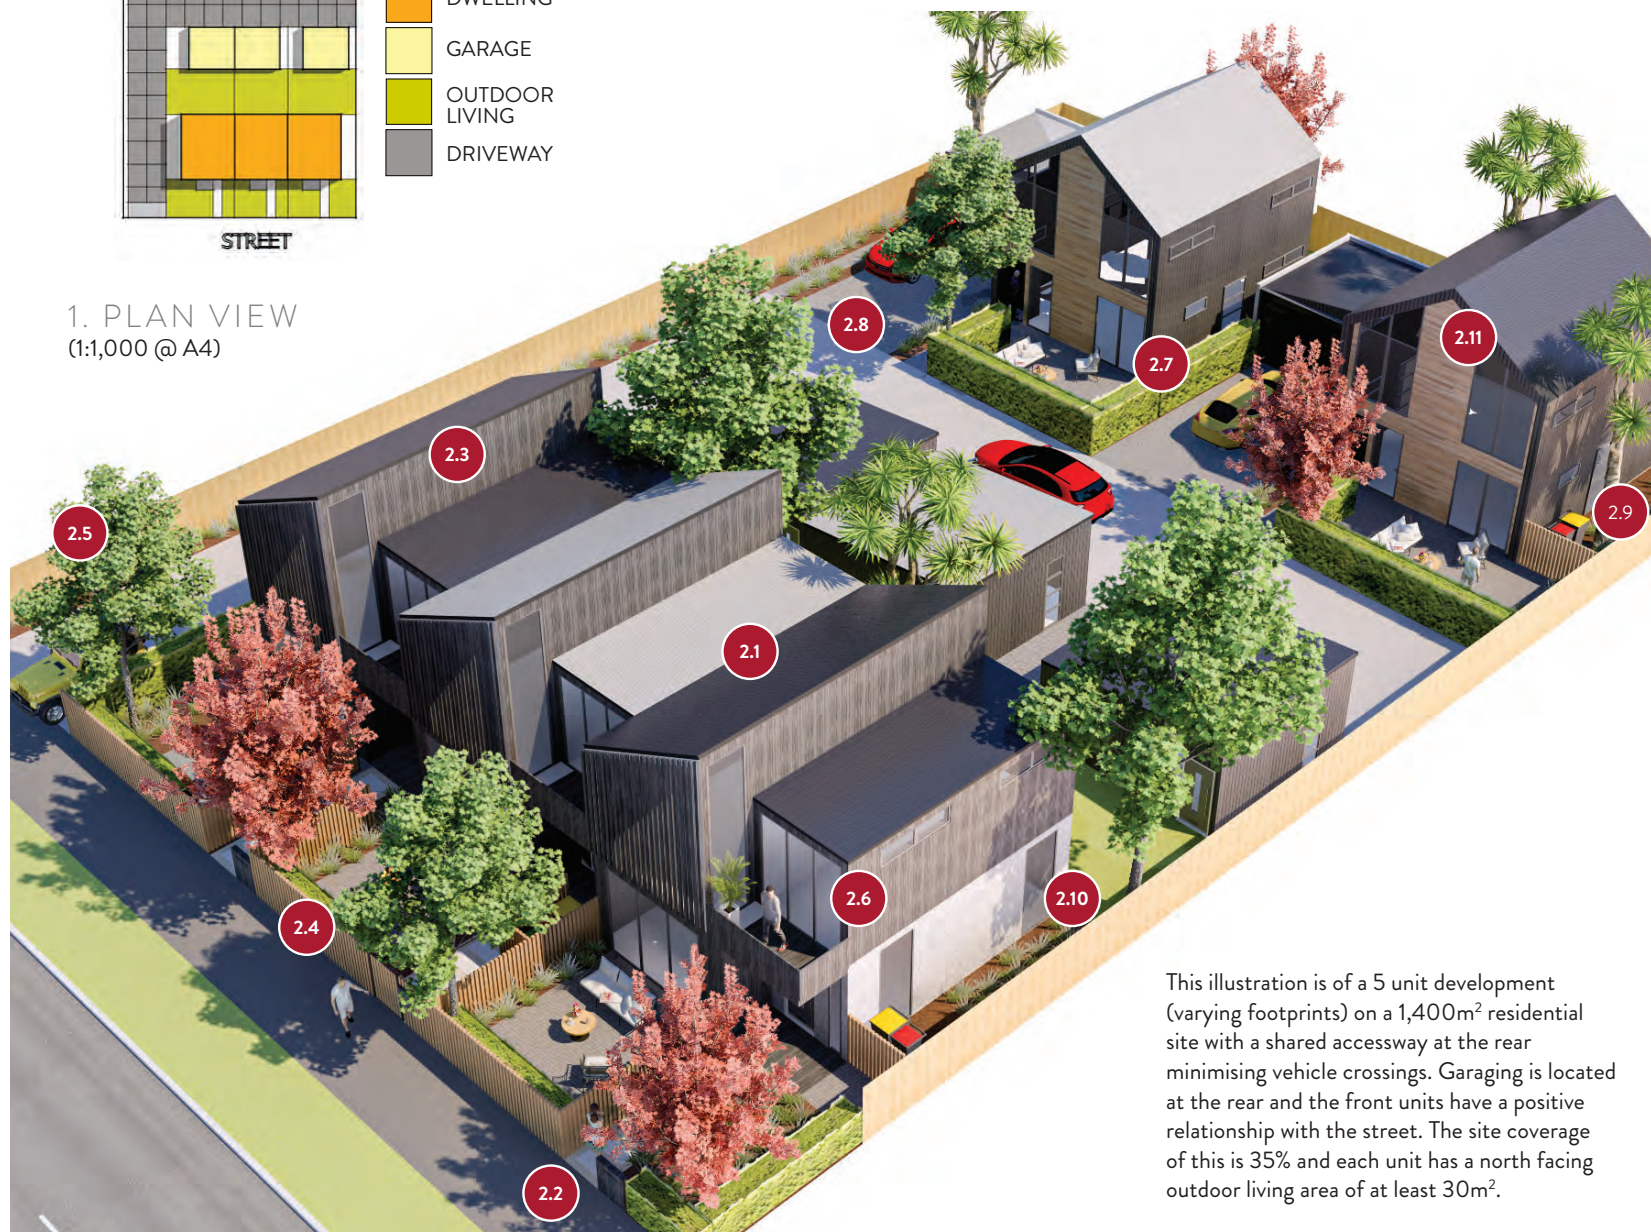 DWELLING
GARAGE
OUTDOOR
LIVING
DRIVEWAY
STREET
1. PLAN VIEW
(1:1,000 @ A4)
2.8
2.7
2.11
2.3
2.9
2.5
2.1
2.6
2.10
2.4
2.2
This illustration is of a 5 unit development
(varying footprints) on a 1,400m² residential
site with a shared accessway at the rear
minimising vehicle crossings. Garaging is located
at the rear and the front units have a positive
relationship with the street. The site coverage
of this is 35% and each unit has a north facing
outdoor living area of at least 30m².